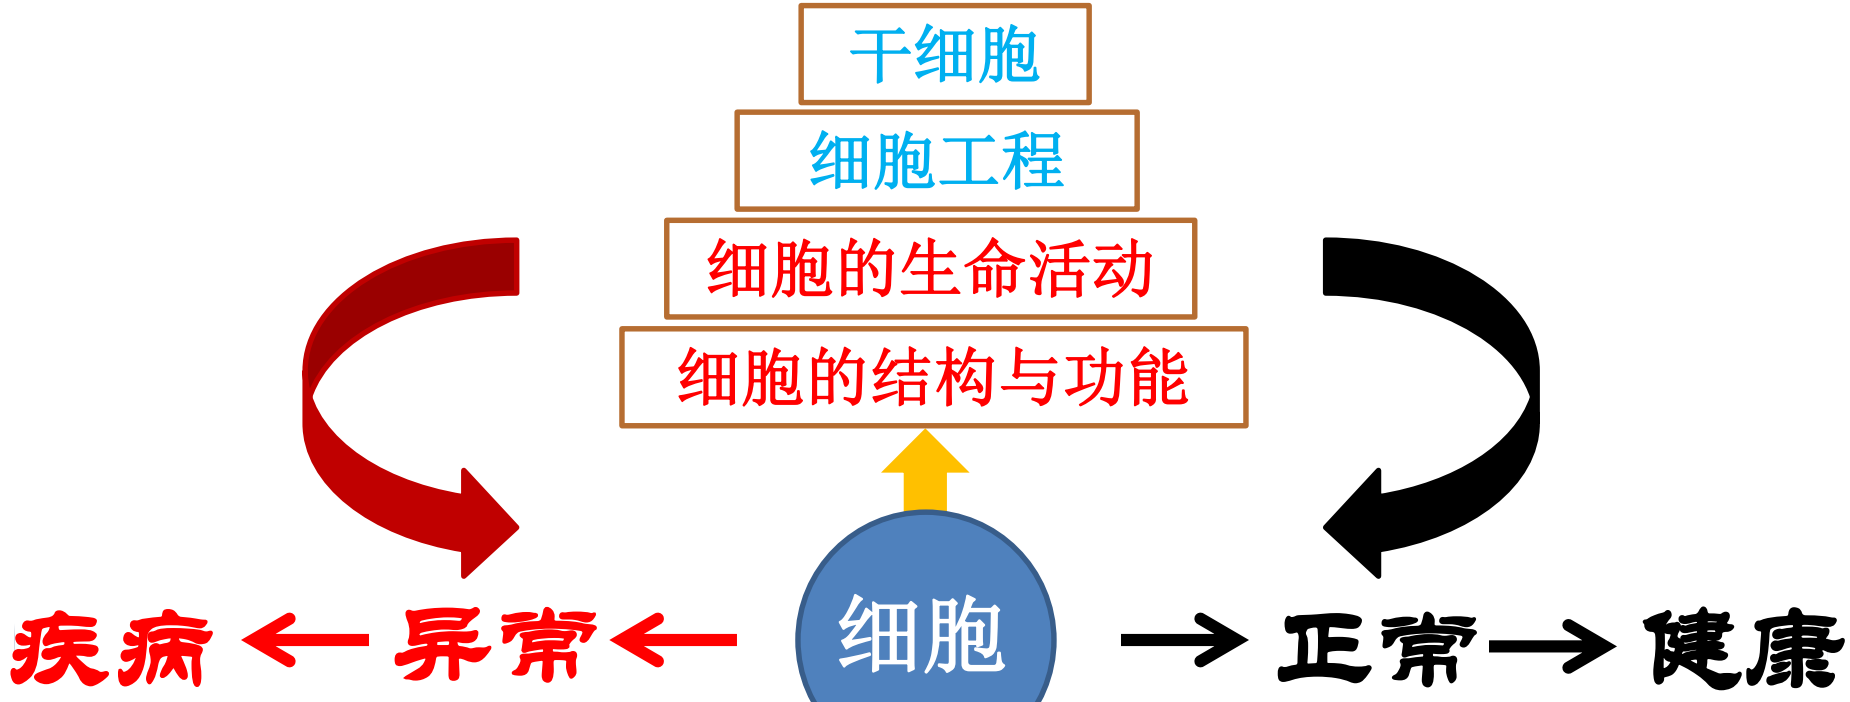 干细胞
细胞工程
细胞的生命活动
细胞的结构与功能
疾病 异常 细胞 正常 健康